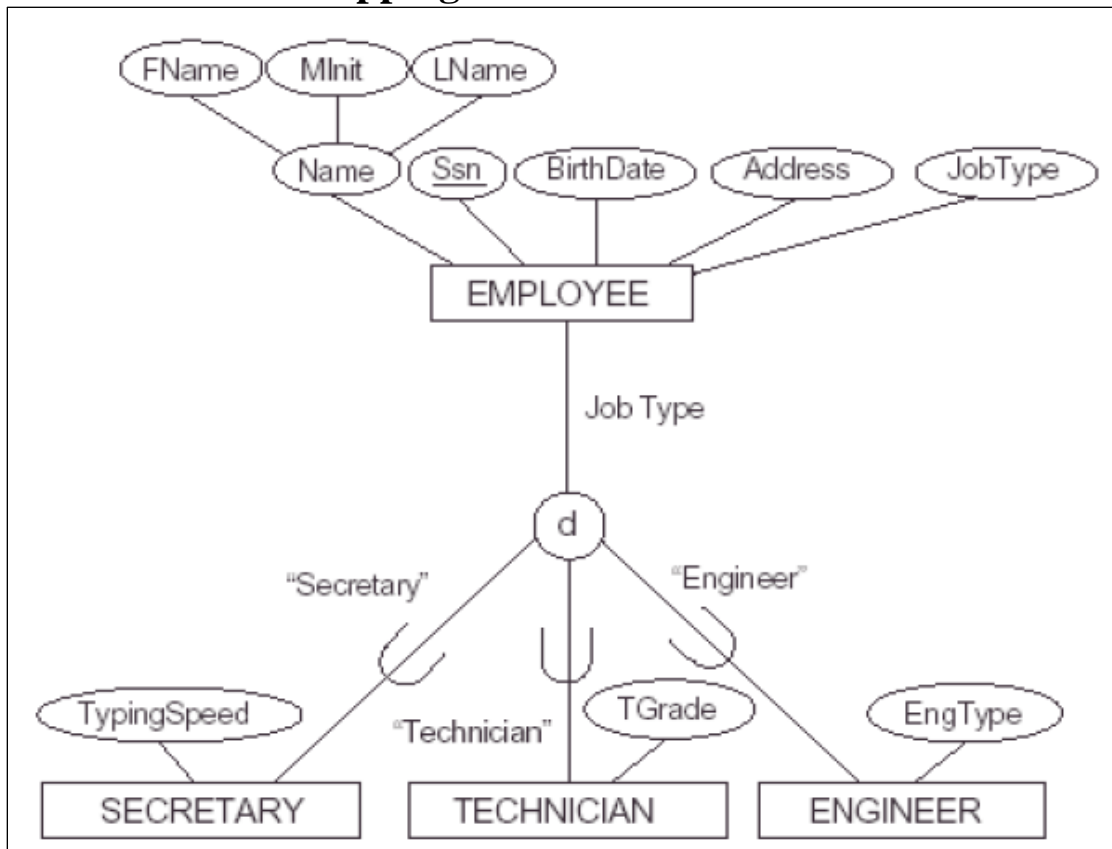 FName MInit LName
Name Ssn BirthDate Address JobType
EMPLOYEE
Job Type
d
“Secretary” “Engineer”
“Technician”
TypingSpeed TGrade EngType
SECRETARY TECHNICIAN ENGINEER